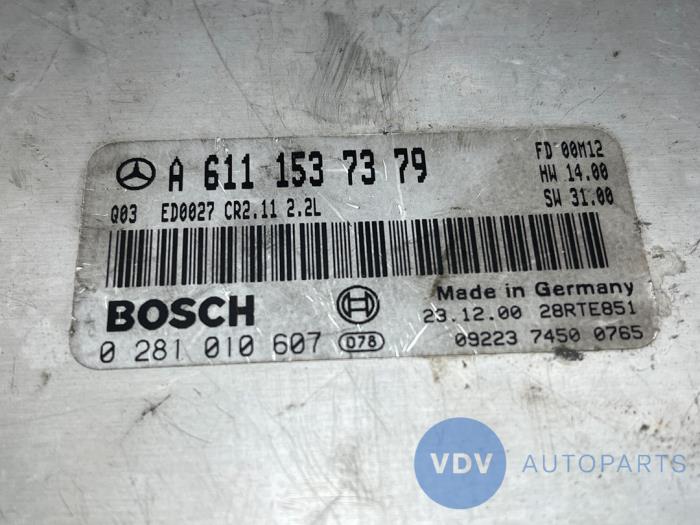 A 611 153 73 79
FD 00M12
HW 14.00
SW 31.00
Q03 ED0027 CR2.11 2.2L
BOSCH
Made in Germany
23.12.00 28RTE851
0 281 010 607 D78
09223 7450 0765
VDV AUTOPARTS